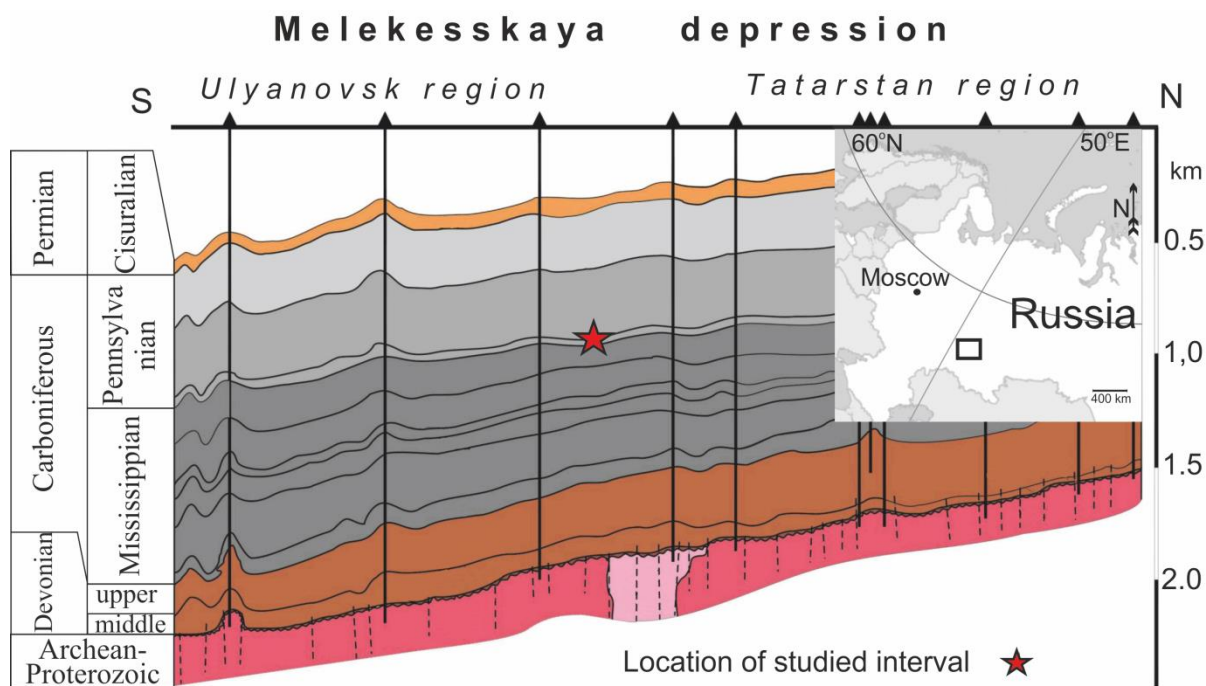 Melekesskaya depression
Ulyanovsk region
Tatarstan region
S
N
60°N
50°E
km
N
Moscow
Russia
400 km
0.5
1,0
1.5
2.0
Permian
Cisuralian
Carboniferous
Pennsylva
nian
Mississippian
Devonian
upper
middle
Archean-
Proterozoic
Location of studied interval